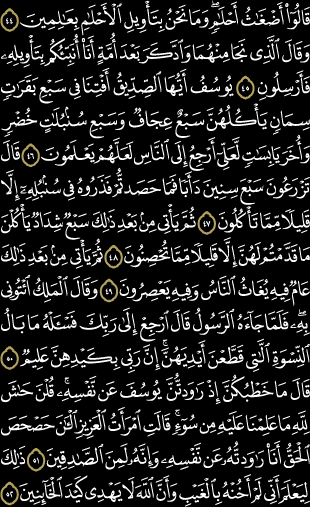 قَالُوٓا۟ أَضْغَٰثُ أَحْلَٰمٍ ۖ وَمَا نَحْنُ بِتَأْوِيلِ ٱلْأَحْلَٰمِ بِعَٰلِمِينَ ٤٤
وَقَالَ ٱلَّذِى نَجَا مِنْهُمَا وَٱدَّكَرَ بَعْدَ أُمَّةٍ أَنَا۠ أُنَبِّئُكُم بِتَأْوِيلِهِۦ
فَأَرْسِلُونِ ٤٥ يُوسُفُ أَيُّهَا ٱلصِّدِّيقُ أَفْتِنَا فِى سَبْعِ بَقَرَٰتٍ
سِمَانٍ يَأْكُلُهُنَّ سَبْعٌ عِجَافٌ وَسَبْعِ سُنۢبُلَٰتٍ خُضْرٍ
وَأُخَرَ يَابِسَٰتٍ لَّعَلِّىٓ أَرْجِعُ إِلَى ٱلنَّاسِ لَعَلَّهُمْ يَعْلَمُونَ ٤٦ قَالَ
تَزْرَعُونَ سَبْعَ سِنِينَ دَأَبًا فَمَا حَصَدتُّمْ فَذَرُوهُ فِى سُنۢبُلِهِۦٓ إِلَّا
قَلِيلًا مِّمَّا تَأْكُلُونَ ٤٧ ثُمَّ يَأْتِى مِنۢ بَعْدِ ذَٰلِكَ سَبْعٌ شِدَادٌ يَأْكُلْنَ
مَا قَدَّمْتُمْ لَهُنَّ إِلَّا قَلِيلًا مِّمَّا تُحْصِنُونَ ٤٨ ثُمَّ يَأْتِى مِنۢ بَعْدِ ذَٰلِكَ
عَامٌ فِيهِ يُغَاثُ ٱلنَّاسُ وَفِيهِ يَعْصِرُونَ ٤٩ وَقَالَ ٱلْمَلِكُ ٱئْتُونِى
بِهِۦ ۖ فَلَمَّا جَآءَهُ ٱلرَّسُولُ قَالَ ٱرْجِعْ إِلَىٰ رَبِّكَ فَسْـَٔلْهُ مَا بَالُ
ٱلنِّسْوَةِ ٱلَّٰتِى قَطَّعْنَ أَيْدِيَهُنَّ ۚ إِنَّ رَبِّى بِكَيْدِهِنَّ عَلِيمٌ ٥٠
قَالَ مَا خَطْبُكُنَّ إِذْ رَٰوَدتُّنَّ يُوسُفَ عَن نَّفْسِهِۦ ۚ قُلْنَ حَٰشَ
لِلَّهِ مَا عَلِمْنَا عَلَيْهِ مِن سُوٓءٍ ۚ قَالَتِ ٱمْرَأَتُ ٱلْعَزِيزِ ٱلْـَٰٔنَ حَصْحَصَ
ٱلْحَقُّ أَنَا۠ رَٰوَدتُّهُۥ عَن نَّفْسِهِۦ وَإِنَّهُۥ لَمِنَ ٱلصَّٰدِقِينَ ٥١ ذَٰلِكَ
لِيَعْلَمَ أَنِّى لَمْ أَخُنْهُ بِٱلْغَيْبِ وَأَنَّ ٱللَّهَ لَا يَهْدِى كَيْدَ ٱلْخَآئِنِينَ ٥٢